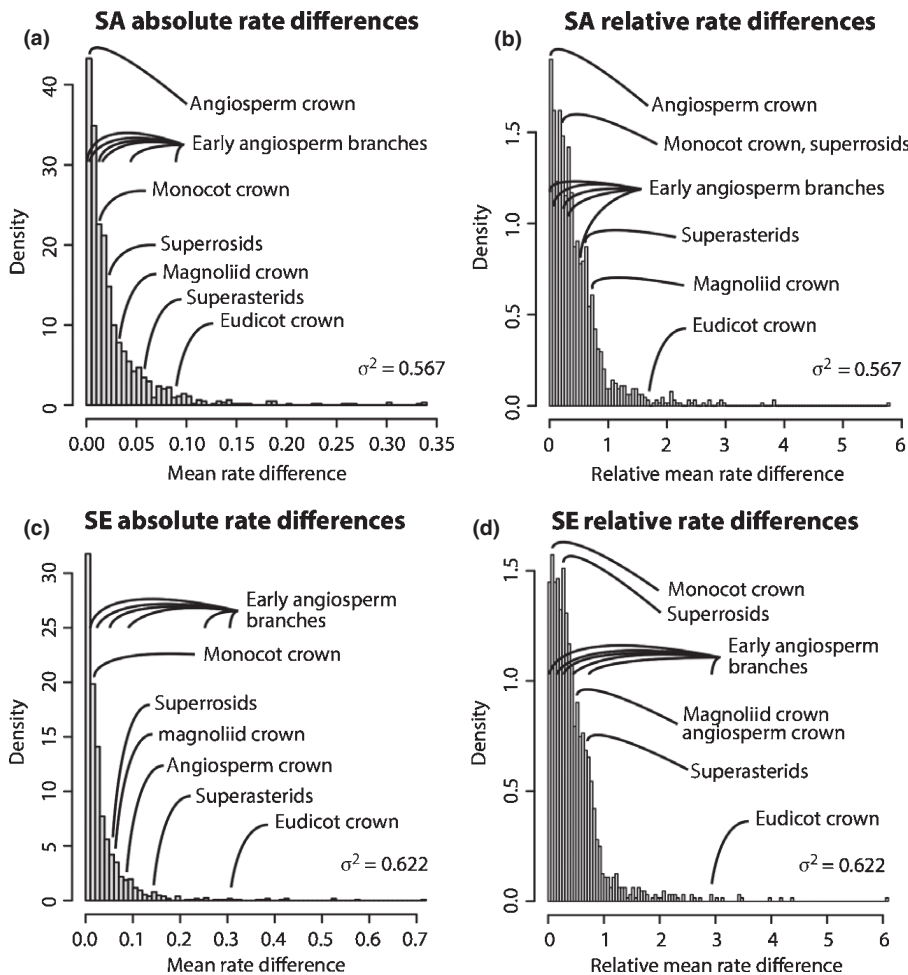 SA absolute rate differences
(a)
Angiosperm crown
Early angiosperm branches
Monocot crown
Superrosids
Magnoliid crown
Superasterids
Eudicot crown
σ² = 0.567
Density
0
10
20
30
40
0.00 0.05 0.10 0.15 0.20 0.25 0.30 0.35
Mean rate difference
SA relative rate differences
(b)
Angiosperm crown
Monocot crown, superrosids
Early angiosperm branches
Superasterids
Magnoliid crown
Eudicot crown
σ² = 0.567
Density
0.0
0.5
1.0
1.5
0 1 2 3 4 5 6
Relative mean rate difference
SE absolute rate differences
(c)
Early angiosperm
branches
Monocot crown
Superrosids
magnoliid crown
Angiosperm crown
Superasterids
Eudicot crown
σ² = 0.622
Density
0
5
10
15
20
25
30
0.0 0.1 0.2 0.3 0.4 0.5 0.6 0.7
Mean rate difference
SE relative rate differences
(d)
Monocot crown
Superrosids
Early angiosperm
branches
Magnoliid crown
angiosperm crown
Superasterids
Eudicot crown
σ² = 0.622
Density
0.0
0.5
1.0
1.5
0 1 2 3 4 5 6
Relative mean rate difference